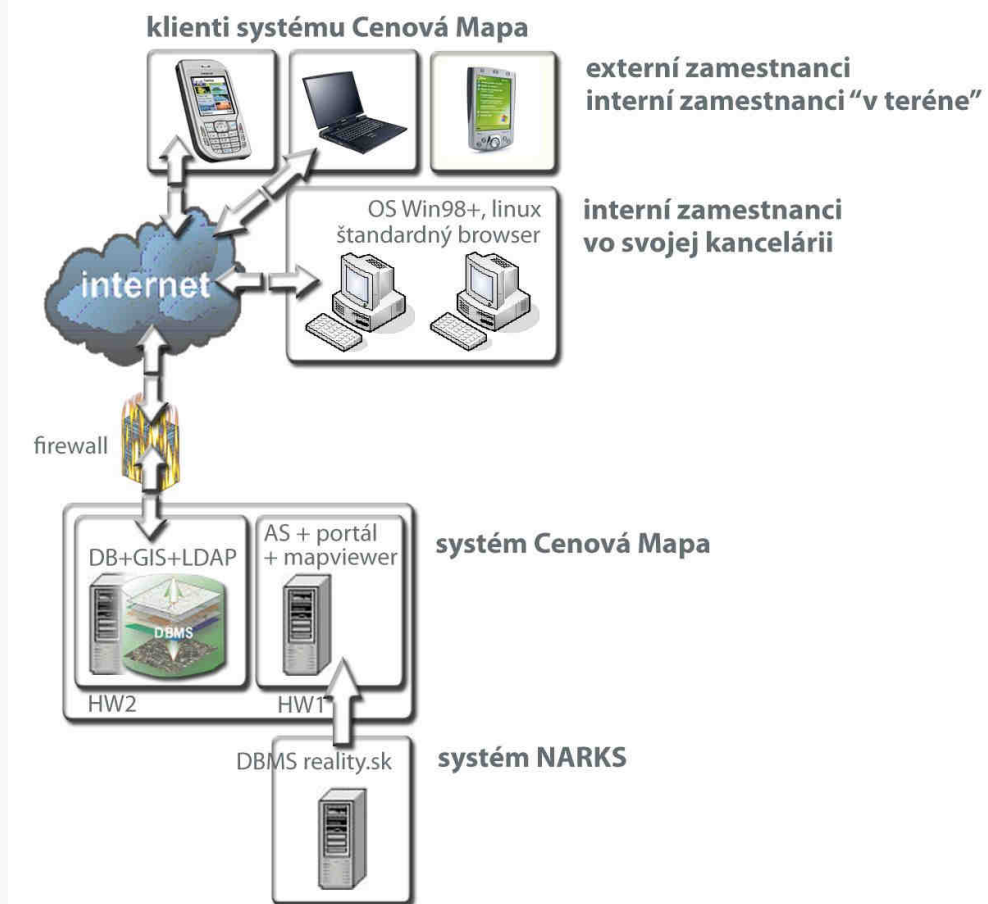 klienti systému Cenová Mapa
externí zamestnanci
interní zamestnanci “v teréne”
OS Win98+, linux
štandardný browser
interní zamestnanci
vo svojej kancelárii
internet
firewall
DB+GIS+LDAP
AS + portál
+ mapviewer
systém Cenová Mapa
DBMS
HW2
HW1
DBMS reality.sk
systém NARKS